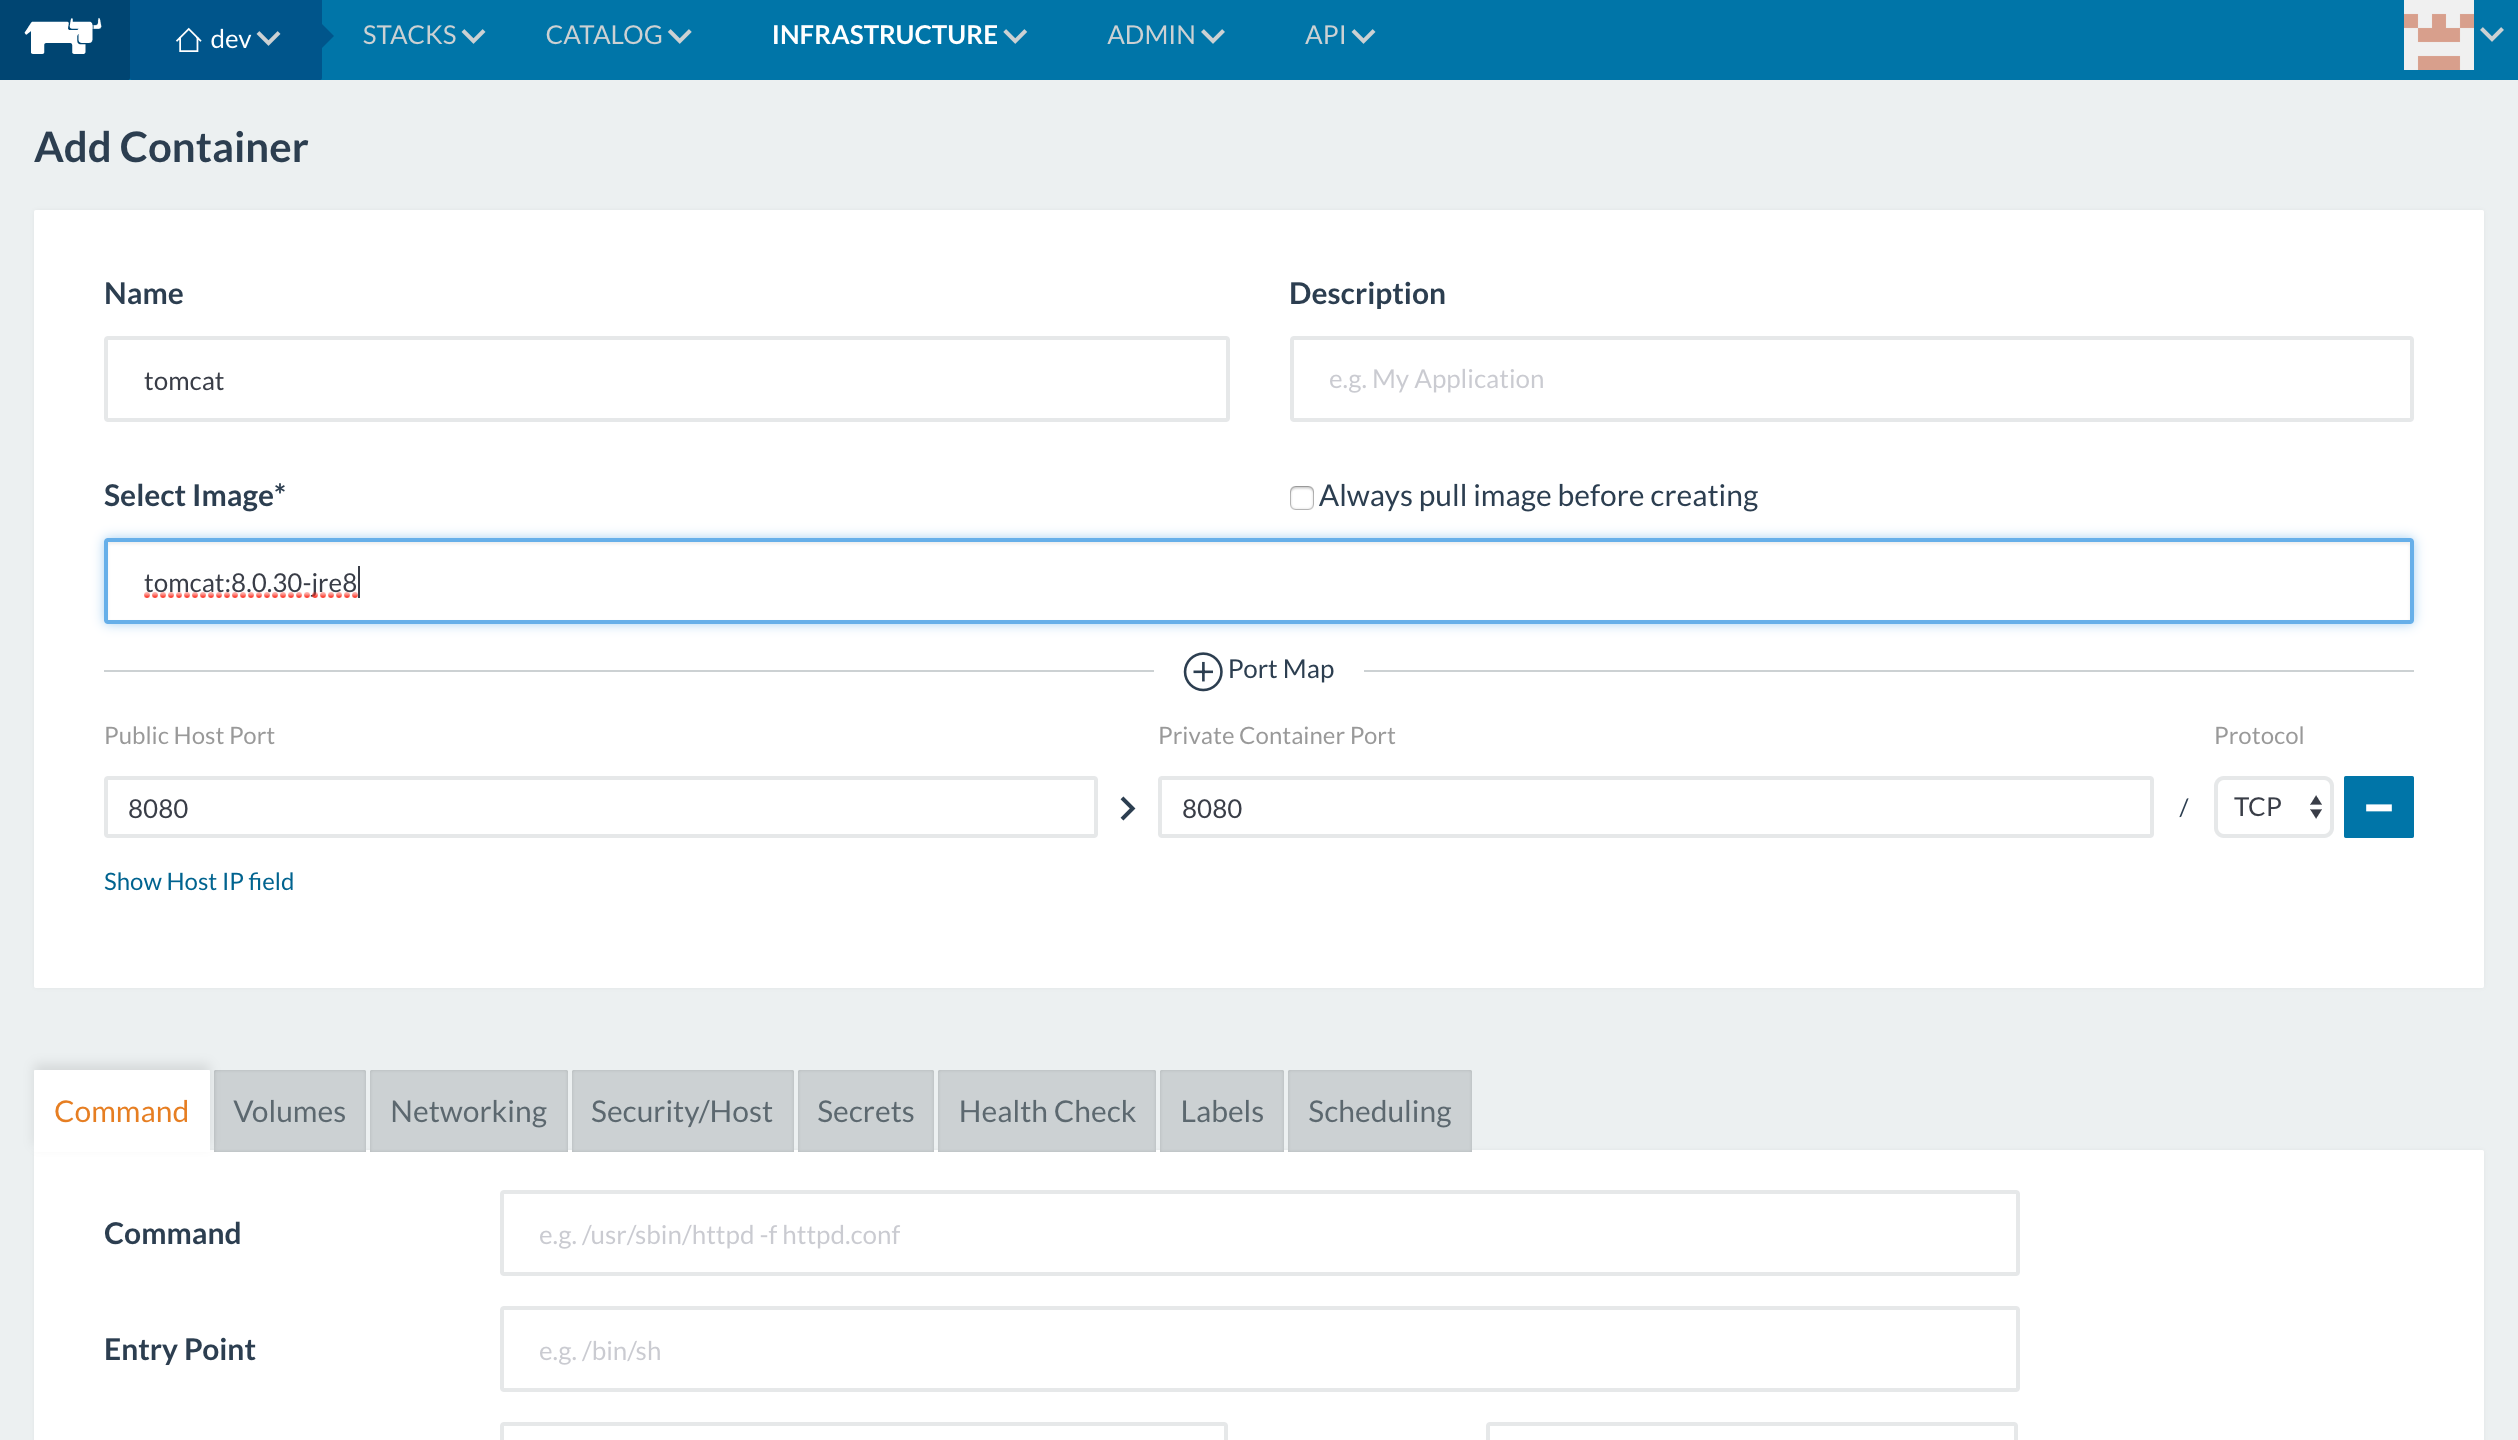 dev STACKS CATALOG INFRASTRUCTURE ADMIN API
Add Container
Name Description
tomcat e.g. My Application
Select Image* Always pull image before creating
tomcat:8.0.30-jre8
Port Map
Public Host Port Private Container Port Protocol
8080 8080 / TCP
Show Host IP field
Command Volumes Networking Security/Host Secrets Health Check Labels Scheduling
Command e.g. /usr/sbin/httpd -f httpd.conf
Entry Point e.g. /bin/sh